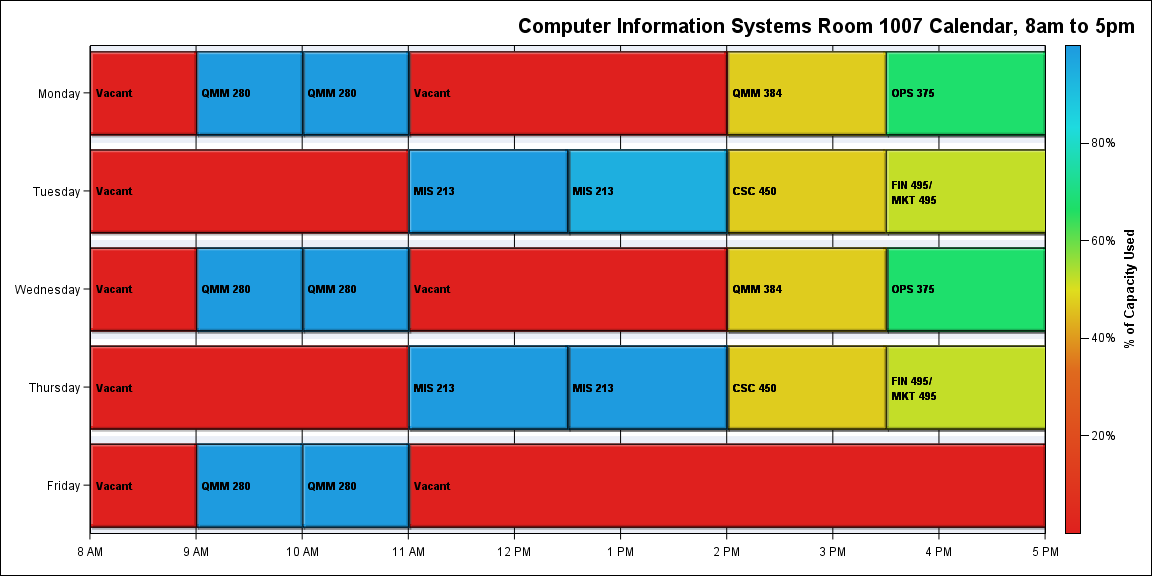 Computer Information Systems Room 1007 Calendar, 8am to 5pm
Monday
Vacant
QMM 280
QMM 280
Vacant
QMM 384
OPS 375
Tuesday
Vacant
MIS 213
MIS 213
CSC 450
FIN 495/
MKT 495
Wednesday
Vacant
QMM 280
QMM 280
Vacant
QMM 384
OPS 375
Thursday
Vacant
MIS 213
MIS 213
CSC 450
FIN 495/
MKT 495
Friday
Vacant
QMM 280
QMM 280
Vacant
8 AM
9 AM
10 AM
11 AM
12 PM
1 PM
2 PM
3 PM
4 PM
5 PM
80%
60%
40%
20%
% of Capacity Used